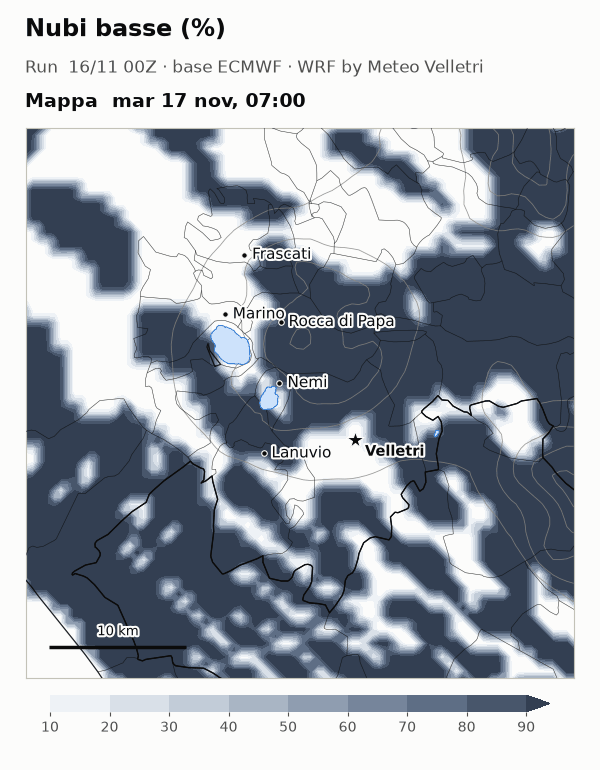 Nubi basse (%)
Run  16/11 00Z · base ECMWF · WRF by Meteo Velletri
Mappa  mar 17 nov, 07:00
Frascati
Marino
Rocca di Papa
Nemi
Velletri
Lanuvio
10 km
10 20 30 40 50 60 70 80 90